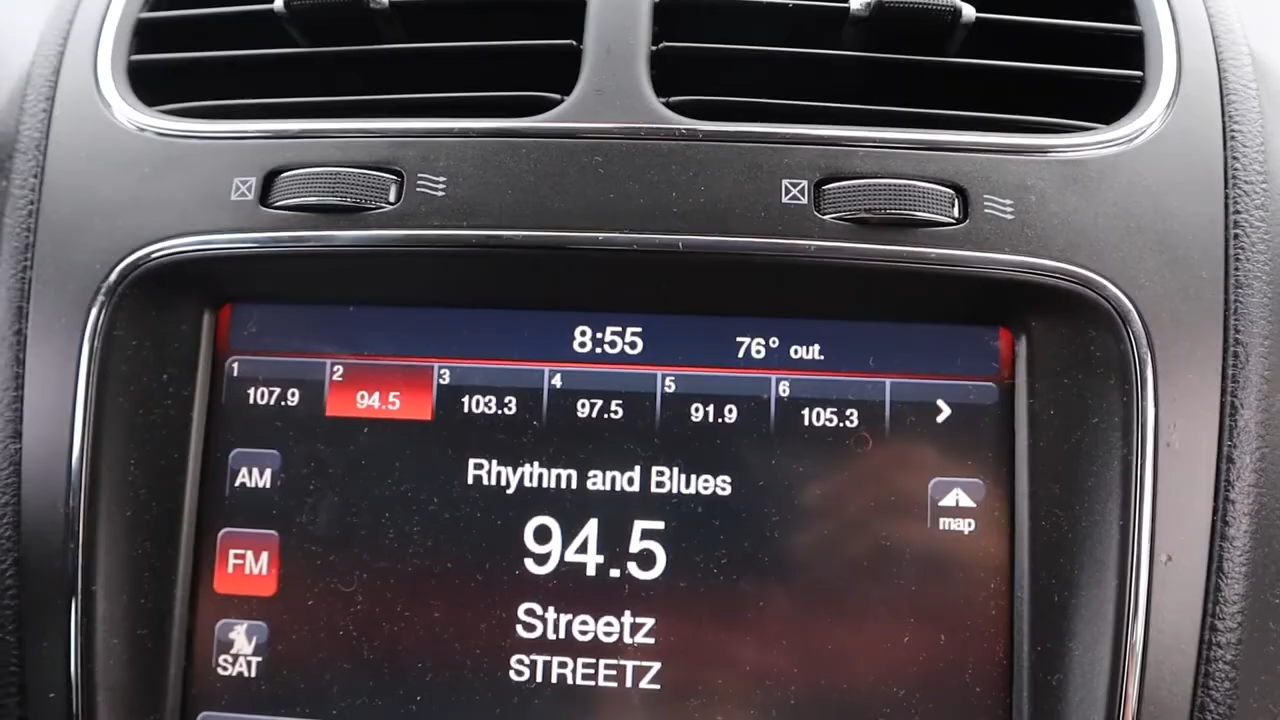 8:55 76° out.
1 2 3 4 5 6
107.9 94.5 103.3 97.5 91.9 105.3
AM
Rhythm and Blues
map
94.5
FM
Streetz
SAT
STREETZ